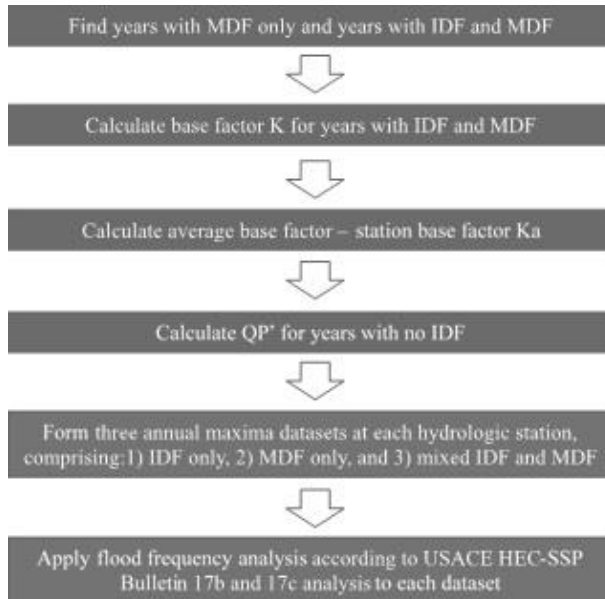 Find years with MDF only and years with IDF and MDF
Calculate base factor K for years with IDF and MDF
Calculate average base factor – station base factor Ka
Calculate QP* for years with no IDF
Form three annual maxima datasets at each hydrologic station,
comprising:1) IDF only, 2) MDF only, and 3) mixed IDF and MDF
Apply flood frequency analysis according to USACE HEC-SSP
Bulletin 17b and 17c analysis to each dataset